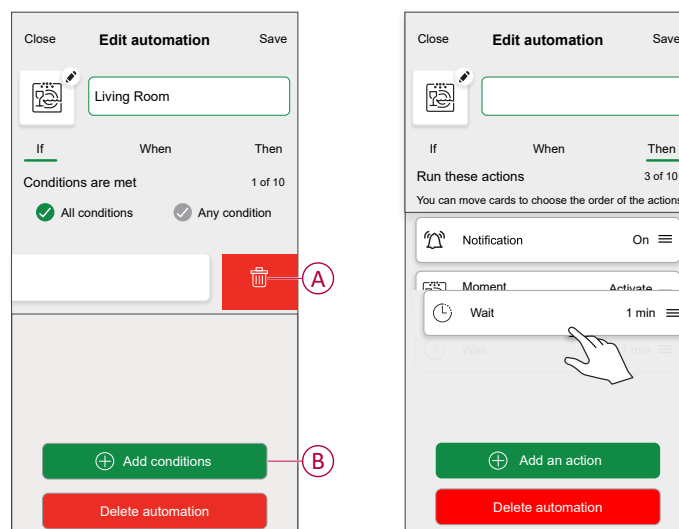 Close Edit automation Save
Living Room
If When Then
Conditions are met 1 of 10
All conditions Any condition
A
Add conditions
B
Delete automation
Close Edit automation Save
If When Then
Run these actions 3 of 10
You can move cards to choose the order of the actions
Notification On
Moment Activate
Wait 1 min
Wait 1 min
Add an action
Delete automation